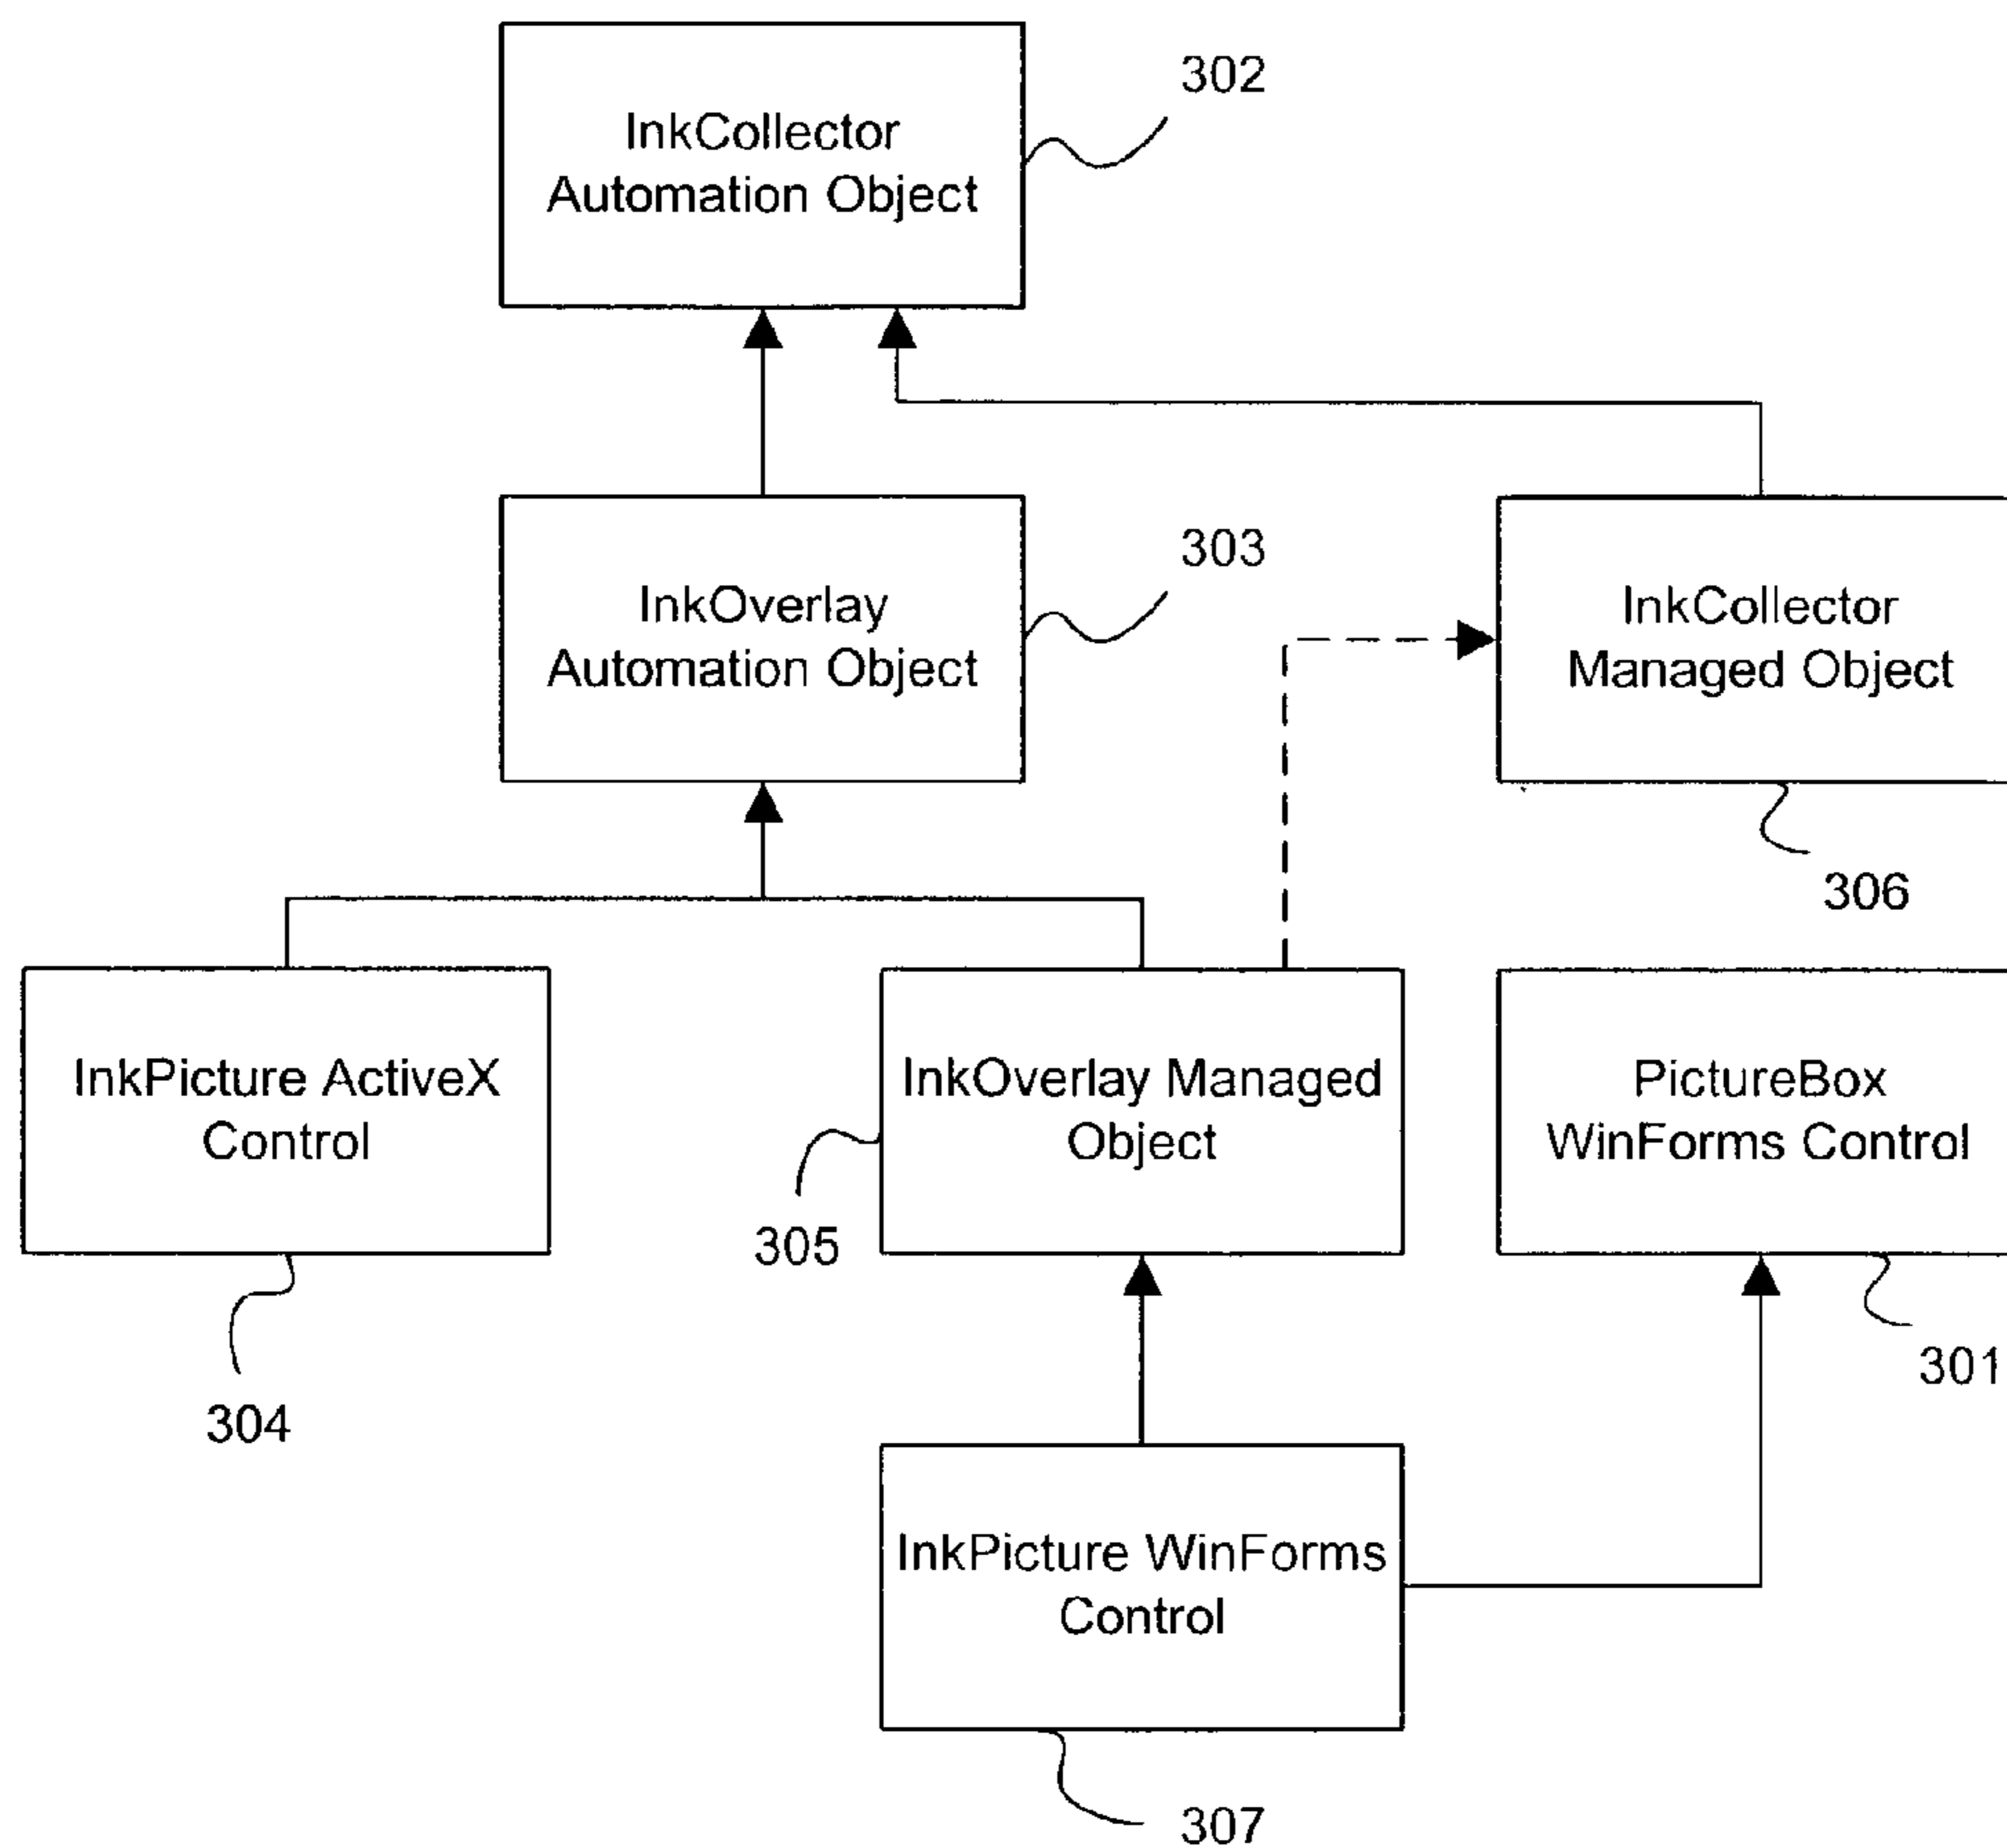 302
InkCollector
Automation Object
303
InkOverlay
Automation Object
InkCollector
Managed Object
306
InkPicture ActiveX
Control
InkOverlay Managed
Object
PictureBox
WinForms Control
305
304
301
InkPicture WinForms
Control
307